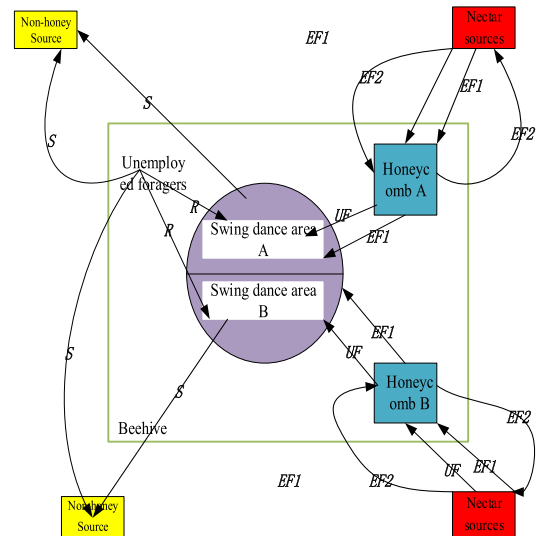 Non-honey
Source
EF1
Nectar
sources
EF2
EF1
EF2
S
S
Unemploy
ed foragers
R
R
Honeyc
omb A
UF
EF1
Swing dance area
A
Swing dance area
B
EF1
UF
S
S
Honeyc
omb B
EF2
Beehive
EF1
EF2
UF
EF1
Non-honey
Source
Nectar
sources